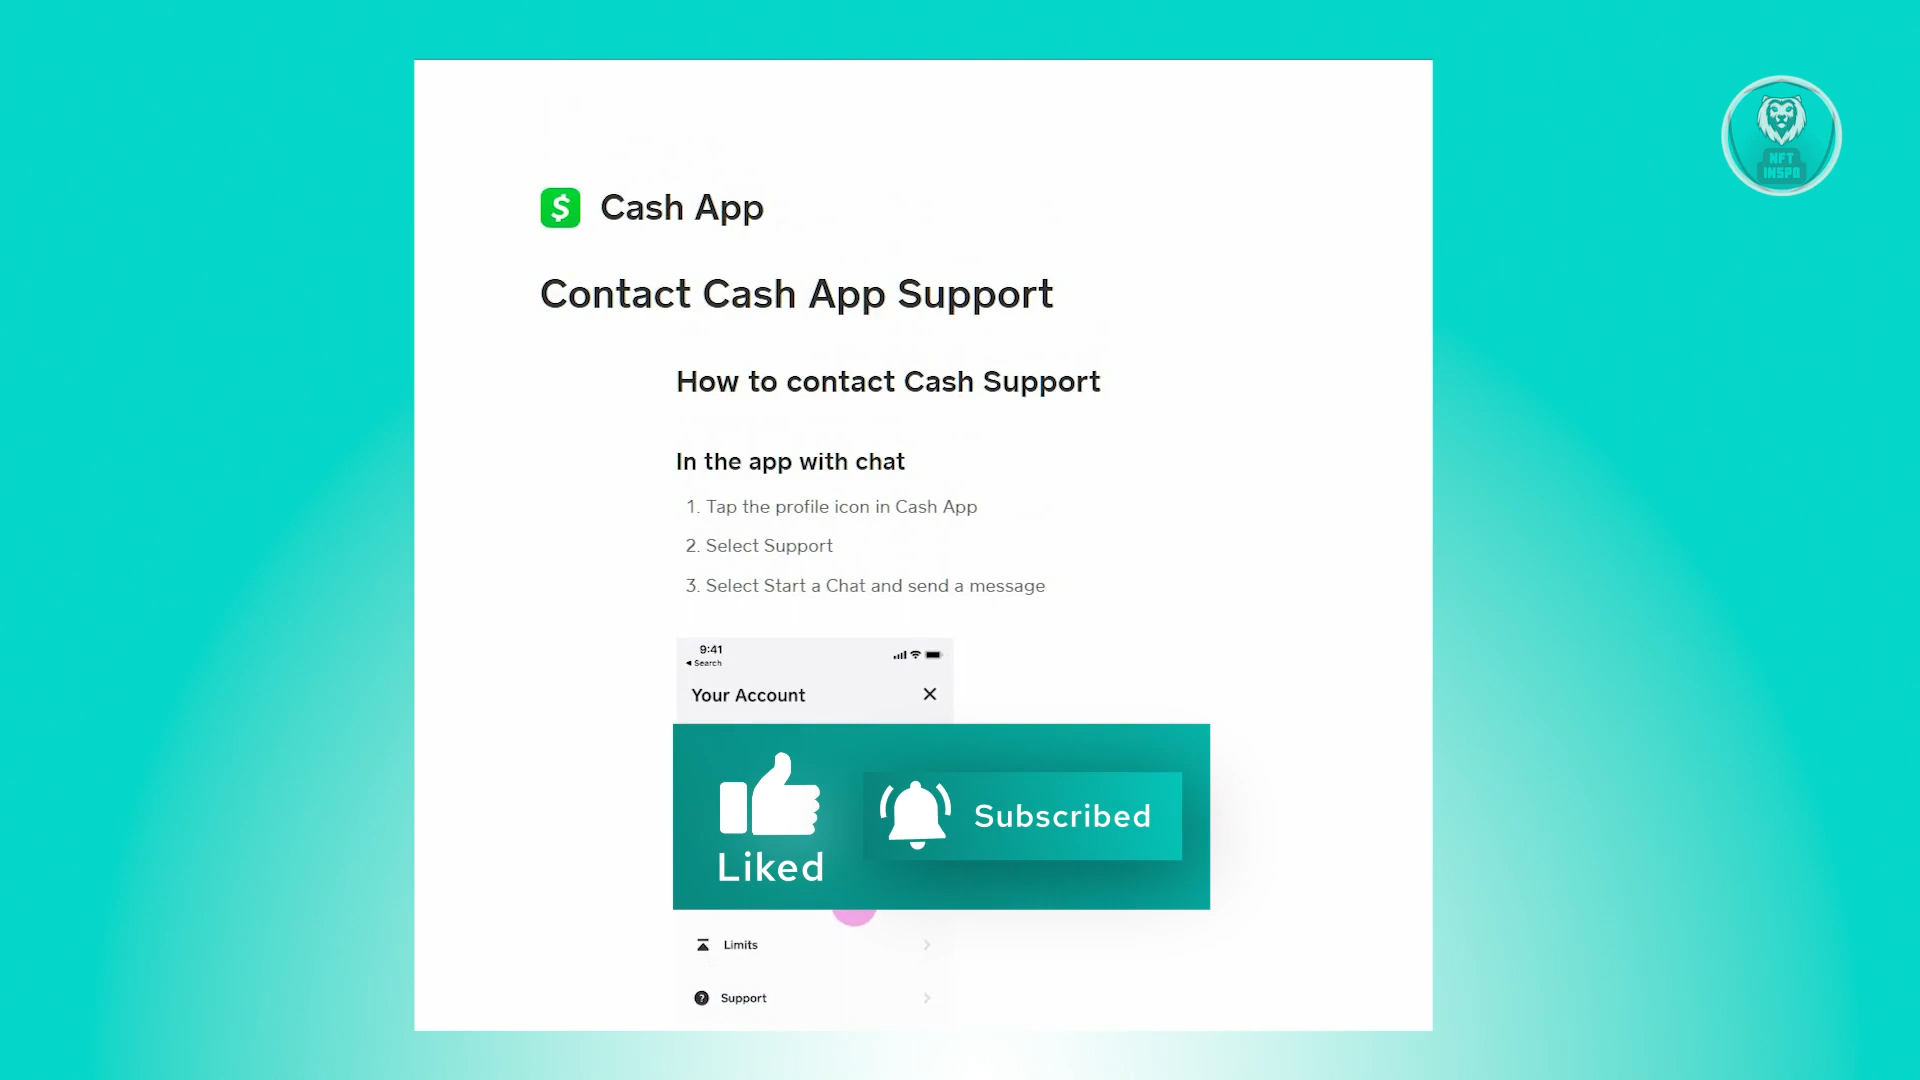 NFT
INSPO
$ Cash App
Contact Cash App Support
How to contact Cash Support
In the app with chat
1. Tap the profile icon in Cash App
2. Select Support
3. Select Start a Chat and send a message
9:41
◀ Search
Your Account ✕
Liked
Subscribed
Limits
? Support